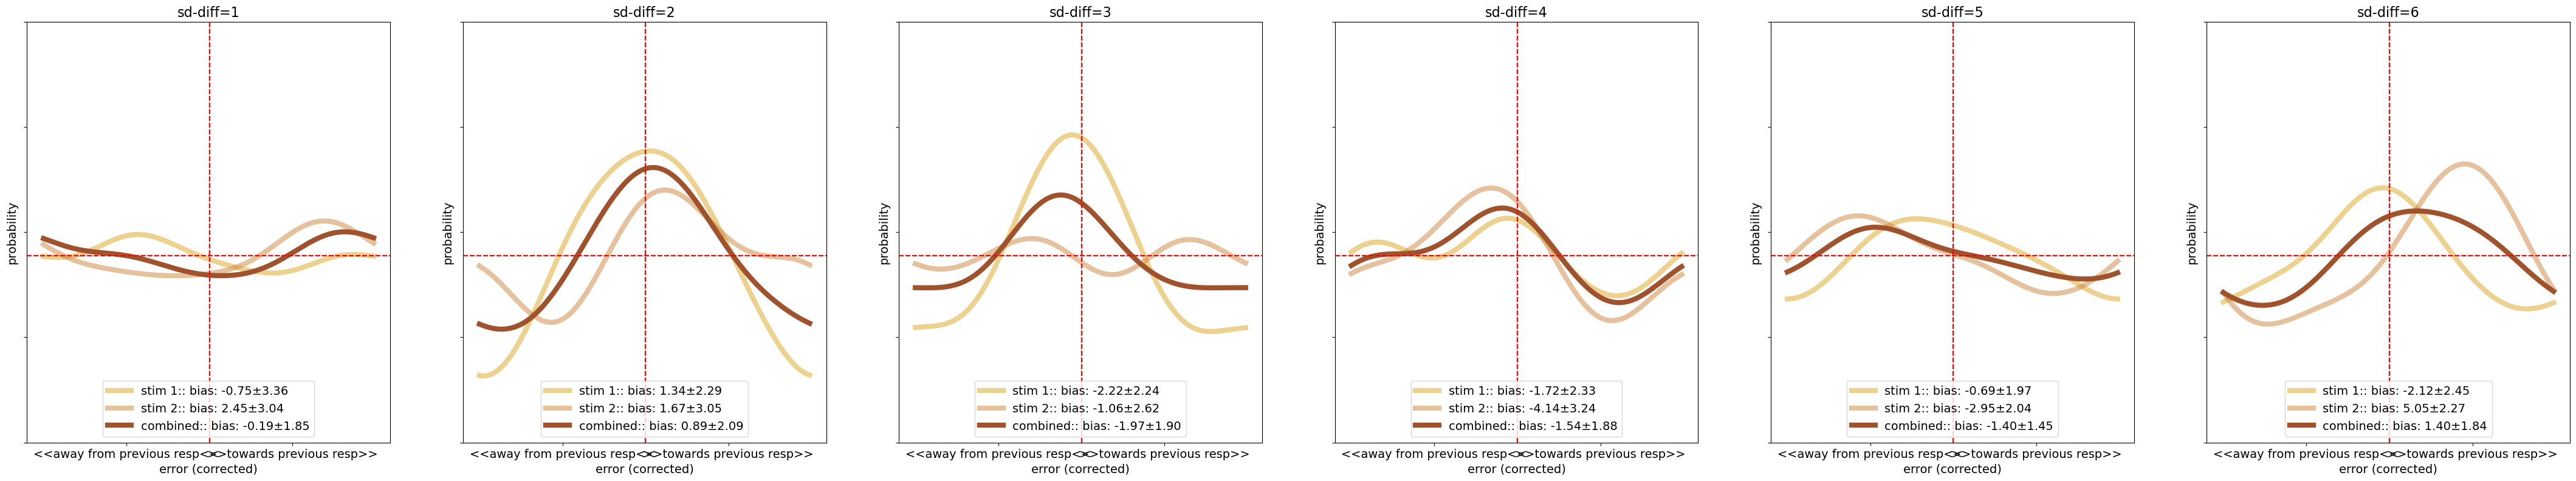 sd-diff=1
probability
stim 1:: bias: -0.75±3.36
stim 2:: bias: 2.45±3.04
combined:: bias: -0.19±1.85
<<away from previous resp<>=<>towards previous resp>>
error (corrected)
sd-diff=2
probability
stim 1:: bias: 1.34±2.29
stim 2:: bias: 1.67±3.05
combined:: bias: 0.89±2.09
<<away from previous resp<>=<>towards previous resp>>
error (corrected)
sd-diff=3
probability
stim 1:: bias: -2.22±2.24
stim 2:: bias: -1.06±2.62
combined:: bias: -1.97±1.90
<<away from previous resp<>=<>towards previous resp>>
error (corrected)
sd-diff=4
probability
stim 1:: bias: -1.72±2.33
stim 2:: bias: -4.14±3.24
combined:: bias: -1.54±1.88
<<away from previous resp<>=<>towards previous resp>>
error (corrected)
sd-diff=5
probability
stim 1:: bias: -0.69±1.97
stim 2:: bias: -2.95±2.04
combined:: bias: -1.40±1.45
<<away from previous resp<>=<>towards previous resp>>
error (corrected)
sd-diff=6
probability
stim 1:: bias: -2.12±2.45
stim 2:: bias: 5.05±2.27
combined:: bias: 1.40±1.84
<<away from previous resp<>=<>towards previous resp>>
error (corrected)